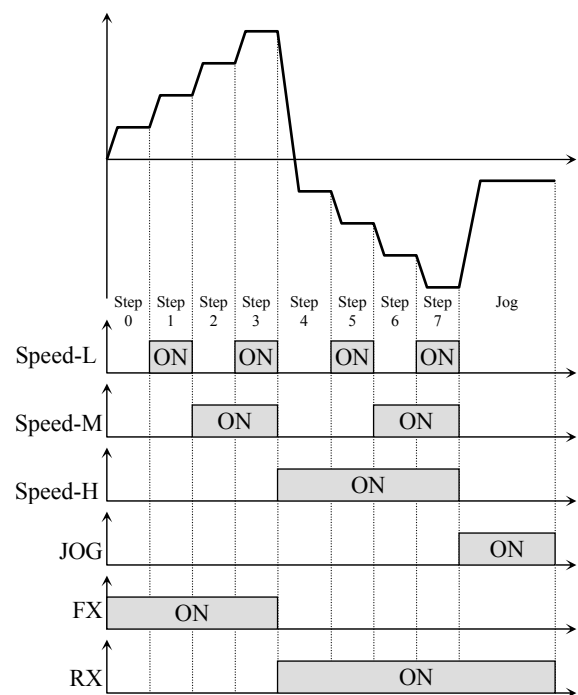 Step Step Step Step Step Step Step Step Jog
0 1 2 3 4 5 6 7
Speed-L ON ON ON ON
Speed-M ON ON
Speed-H ON
JOG ON
FX ON
RX ON